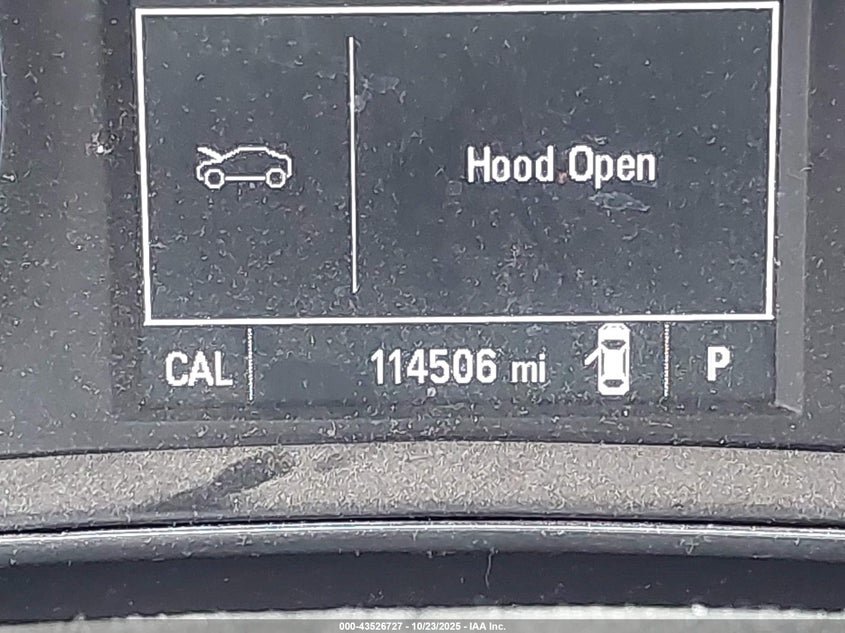 Hood Open
CAL 114506 mi P
000-43526727 - 10/23/2025 - IAA Inc.